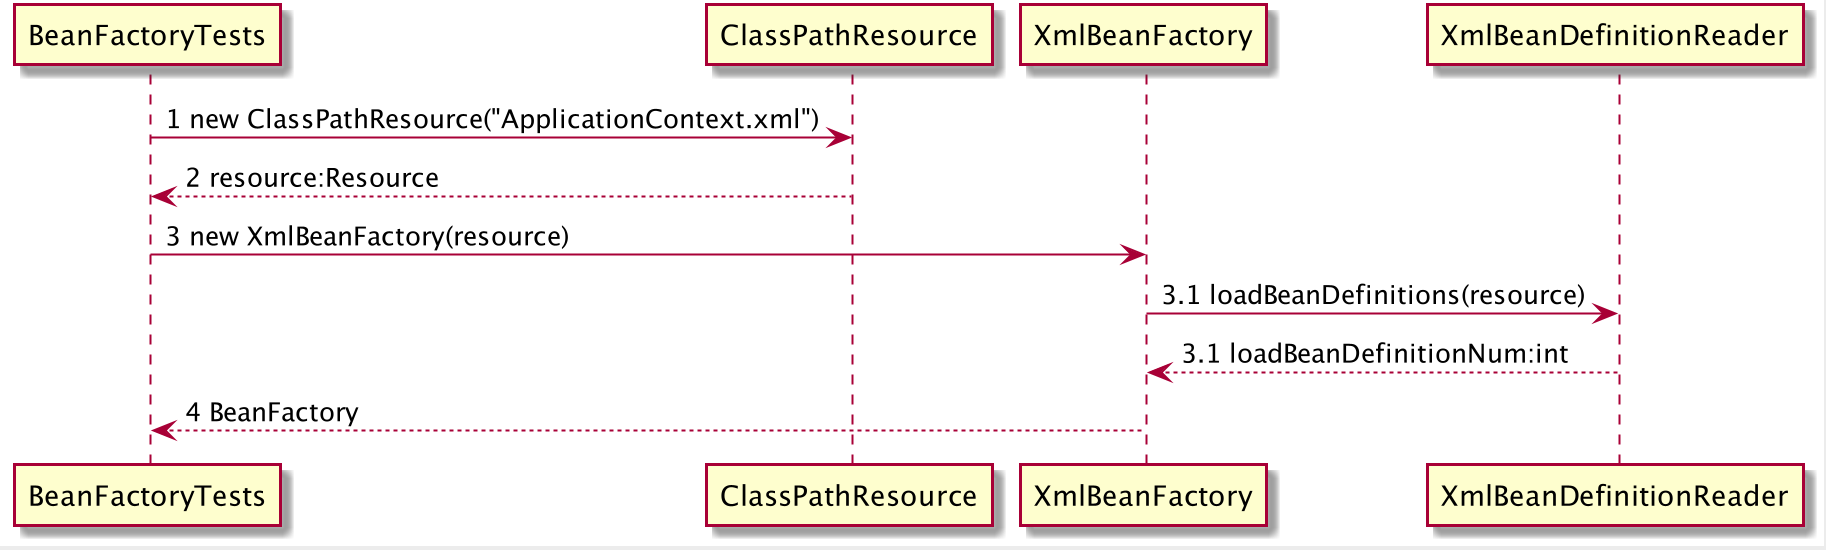 BeanFactoryTests
ClassPathResource
XmlBeanFactory
XmlBeanDefinitionReader
1 new ClassPathResource("ApplicationContext.xml")
2 resource:Resource
3 new XmlBeanFactory(resource)
3.1 loadBeanDefinitions(resource)
3.1 loadBeanDefinitionNum:int
4 BeanFactory
BeanFactoryTests
ClassPathResource
XmlBeanFactory
XmlBeanDefinitionReader